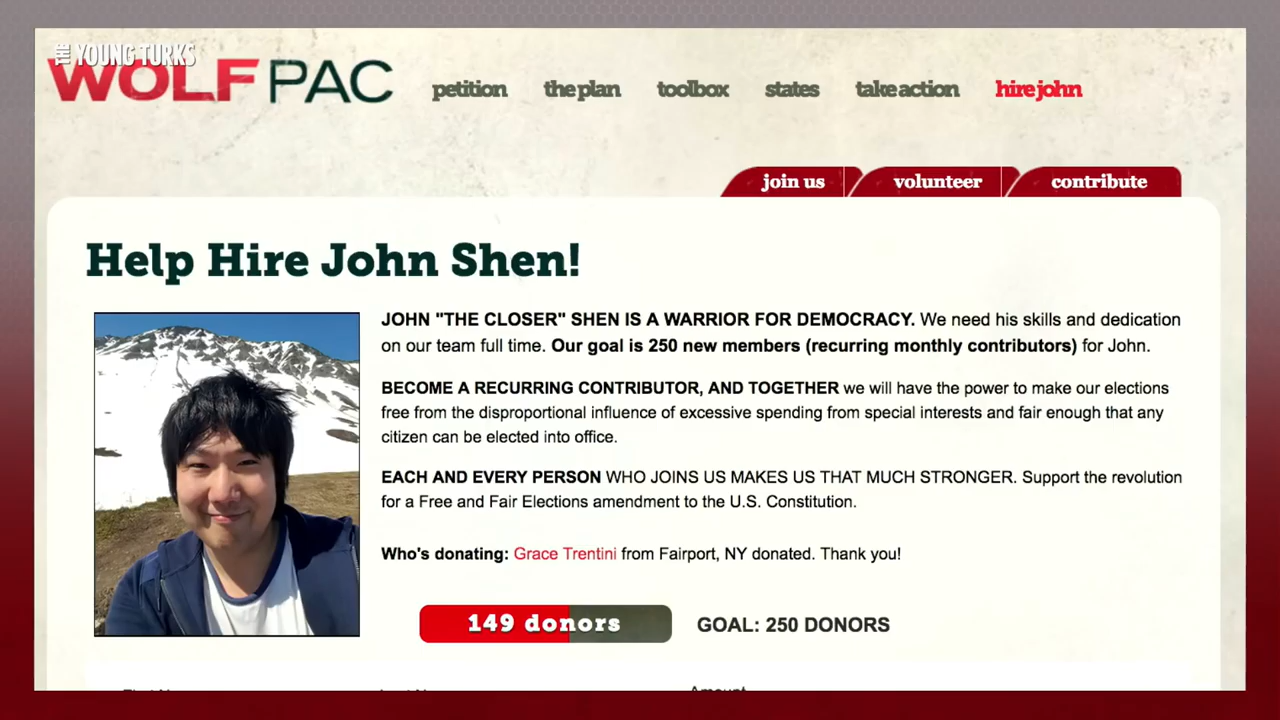 THE YOUNG TURKS
WOLF PAC
petition the plan toolbox states take action hire john
join us volunteer contribute
Help Hire John Shen!
JOHN "THE CLOSER" SHEN IS A WARRIOR FOR DEMOCRACY. We need his skills and dedication
on our team full time. Our goal is 250 new members (recurring monthly contributors) for John.
BECOME A RECURRING CONTRIBUTOR, AND TOGETHER we will have the power to make our elections
free from the disproportional influence of excessive spending from special interests and fair enough that any
citizen can be elected into office.
EACH AND EVERY PERSON WHO JOINS US MAKES US THAT MUCH STRONGER. Support the revolution
for a Free and Fair Elections amendment to the U.S. Constitution.
Who's donating: Grace Trentini from Fairport, NY donated. Thank you!
149 donors GOAL: 250 DONORS